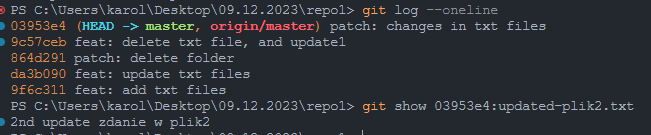 PS C:\Users\karol\Desktop\09.12.2023\repo1> git log --oneline
03953e4 (HEAD -> master, origin/master) patch: changes in txt files
9c57ceb feat: delete txt file, and update1
864d291 patch: delete folder
da3b090 feat: update txt files
9f6c311 feat: add txt files
PS C:\Users\karol\Desktop\09.12.2023\repo1> git show 03953e4:updated-plik2.txt
2nd update zdanie w plik2